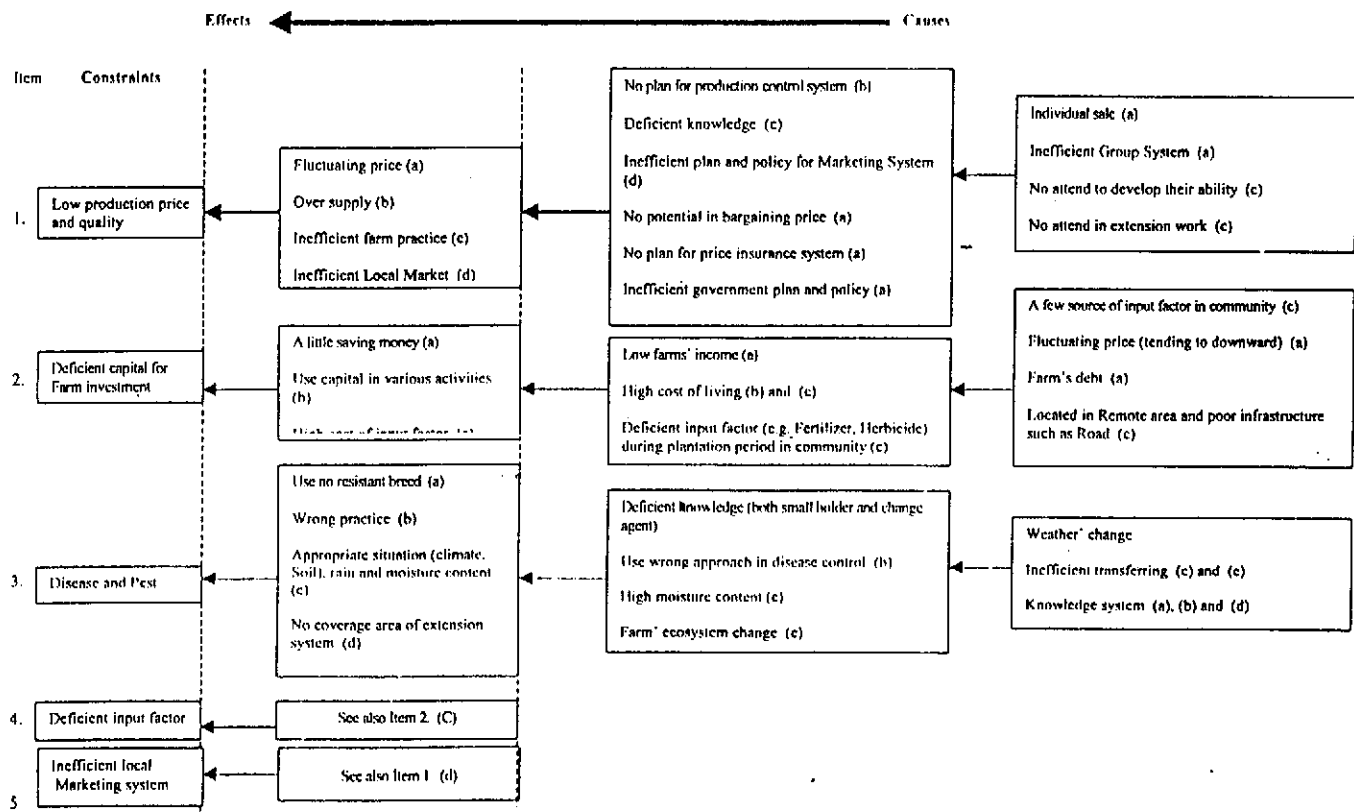 Effects
Causes
Item Constraints
1.
Low production price
and quality
Fluctuating price (a)
Over supply (b)
Inefficient farm practice (c)
Inefficient Local Market (d)
No plan for production control system (b)
Deficient knowledge (c)
Inefficient plan and policy for Marketing System
(d)
No potential in bargaining price (a)
No plan for price insurance system (a)
Inefficient government plan and policy (a)
Individual sale (a)
Inefficient Group System (a)
No attend to develop their ability (c)
No attend in extension work (c)
2.
Deficient capital for
Farm investment
A little saving money (a)
Use capital in various activities
(b)
High cost of input factor
Low farms' income (a)
High cost of living (b) and (c)
Deficient input factor (e.g. Fertilizer, Herbicide)
during plantation period in community (c)
A few source of input factor in community (c)
Fluctuating price (tending to downward) (a)
Farm's debt (a)
Located in Remote area and poor infrastructure
such as Road (c)
3.
Disease and Pest
Use no resistant breed (a)
Wrong practice (b)
Appropriate situation (climate,
Soil), rain and moisture content
(c)
No coverage area of extension
system (d)
Deficient knowledge (both small holder and change
agent)
Use wrong approach in disease control (b)
High moisture content (c)
Farm' ecosystem change (c)
Weather' change
Inefficient transferring (c) and (c)
Knowledge system (a), (b) and (d)
4.
Deficient input factor
See also Item 2. (C)
5
Inefficient local
Marketing system
See also Item 1 (d)